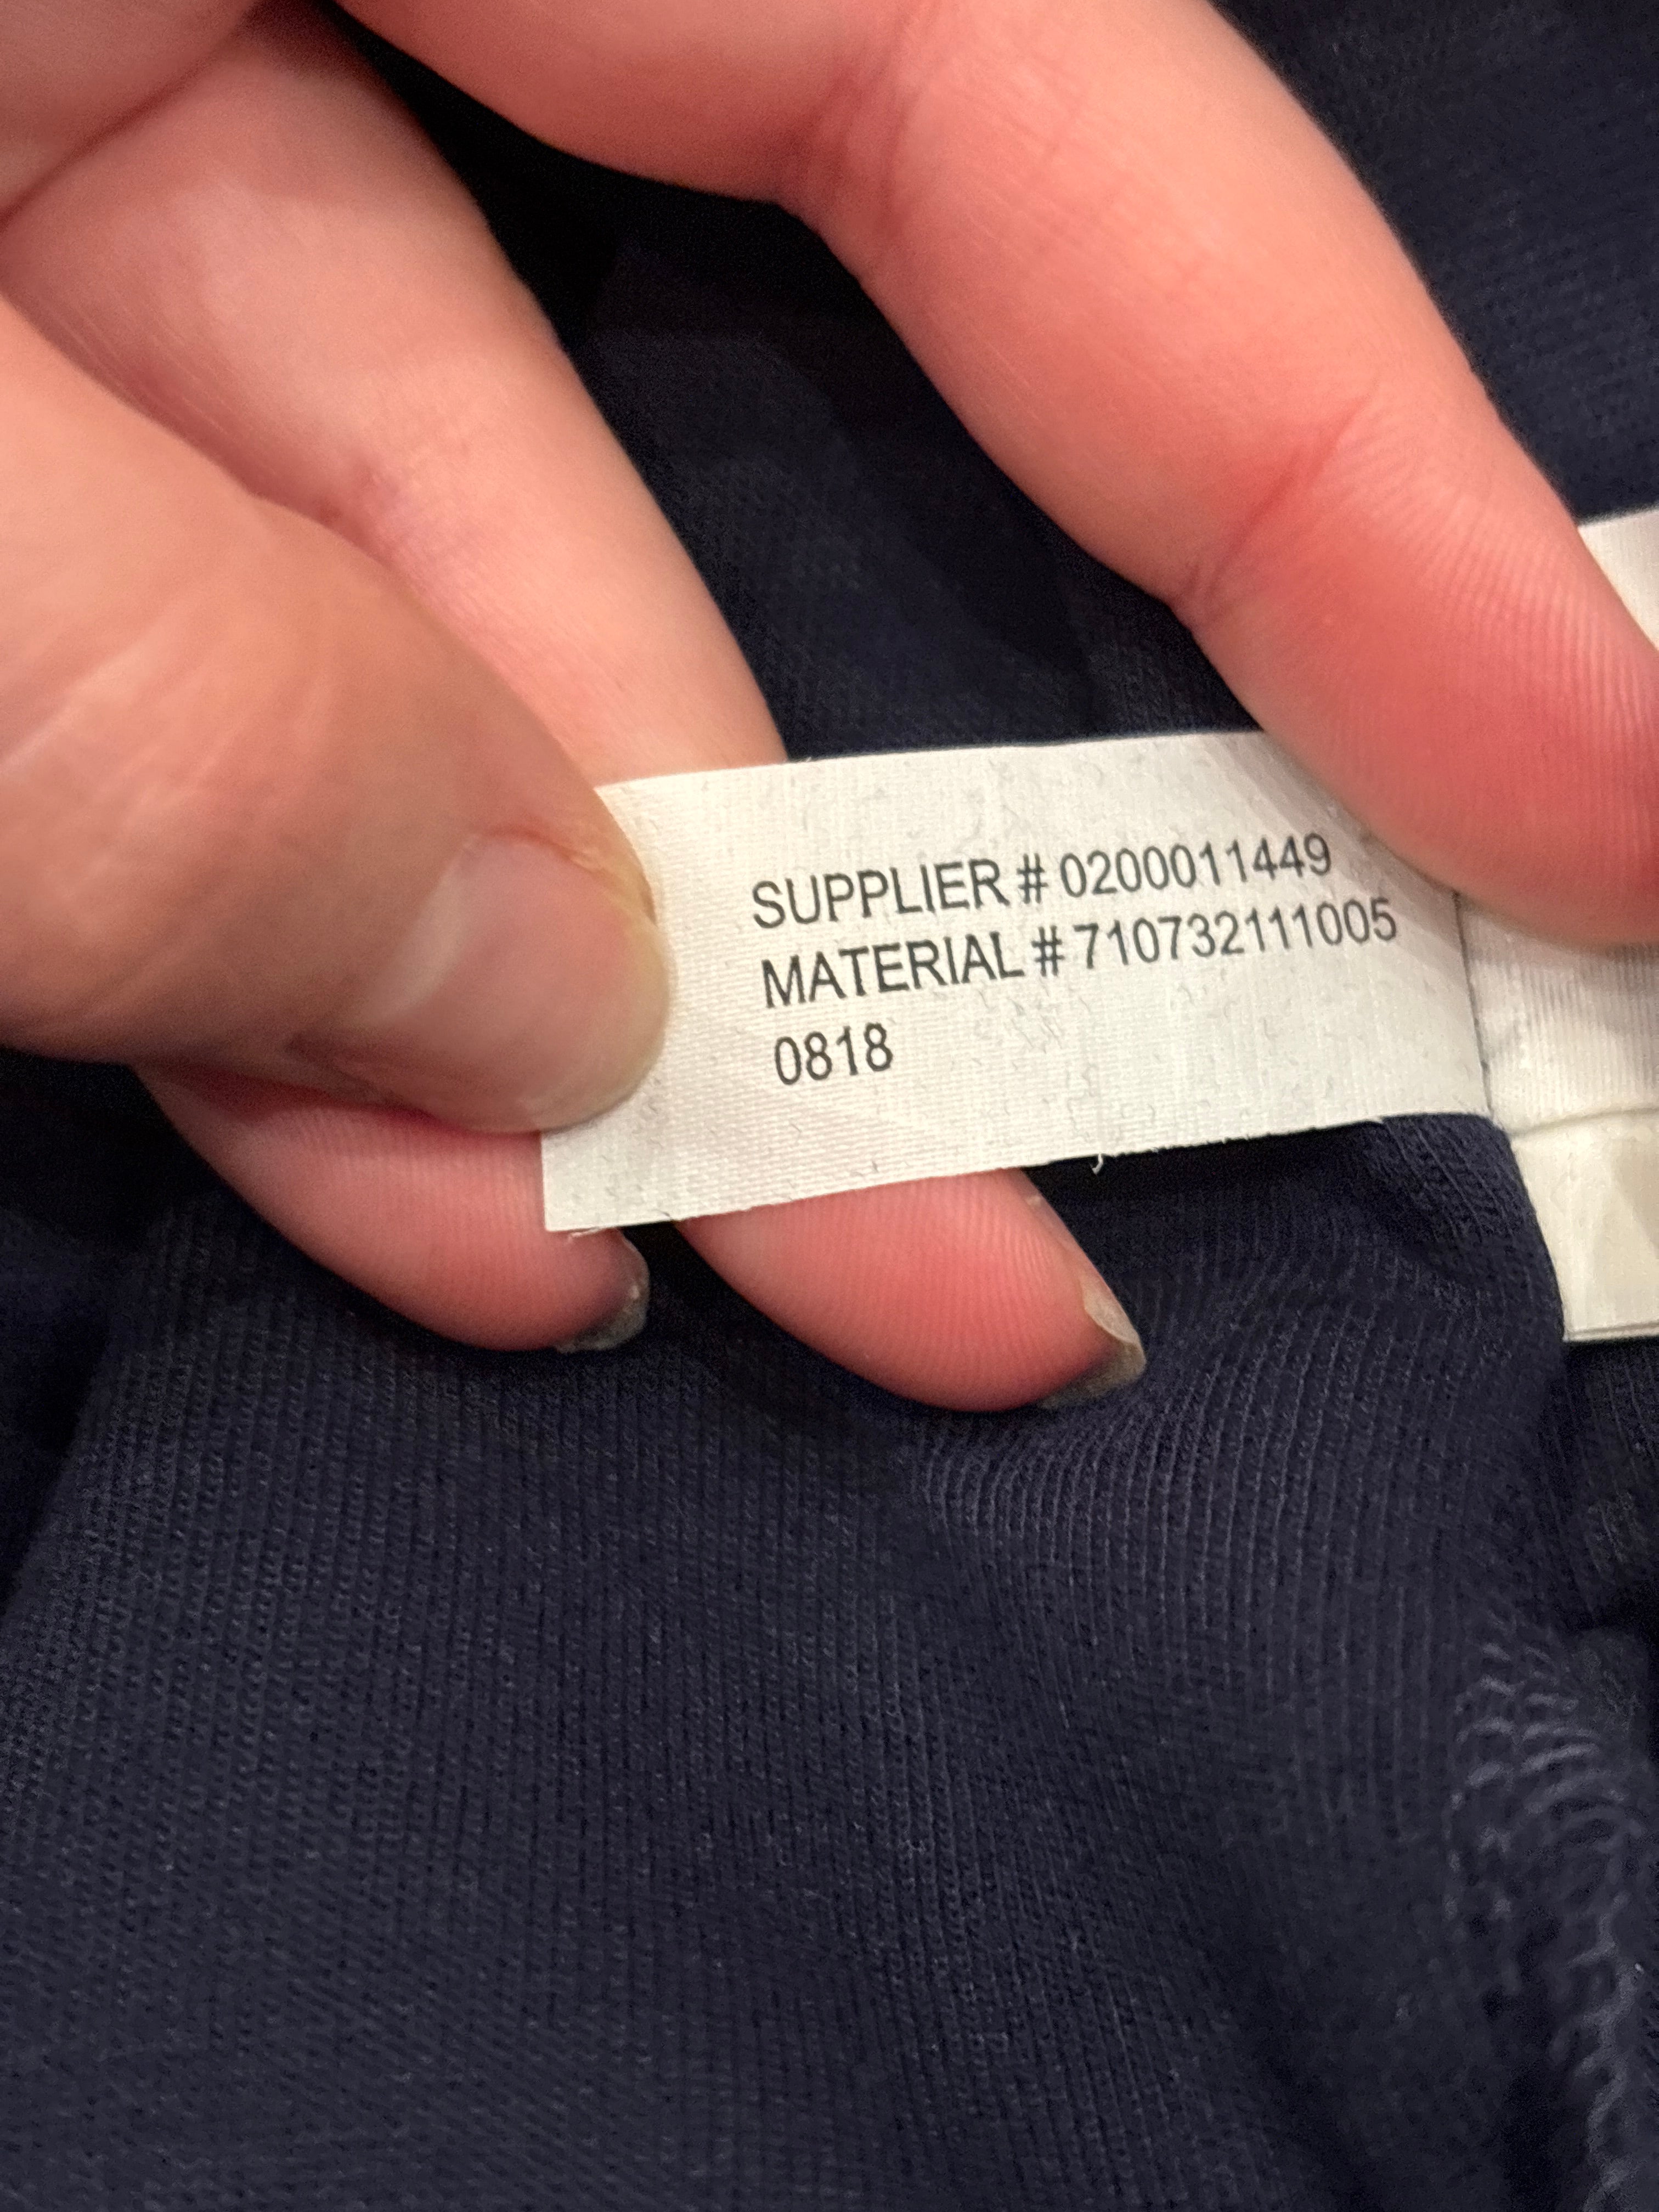 SUPPLIER # 0200011449
MATERIAL # 710732111005
0818